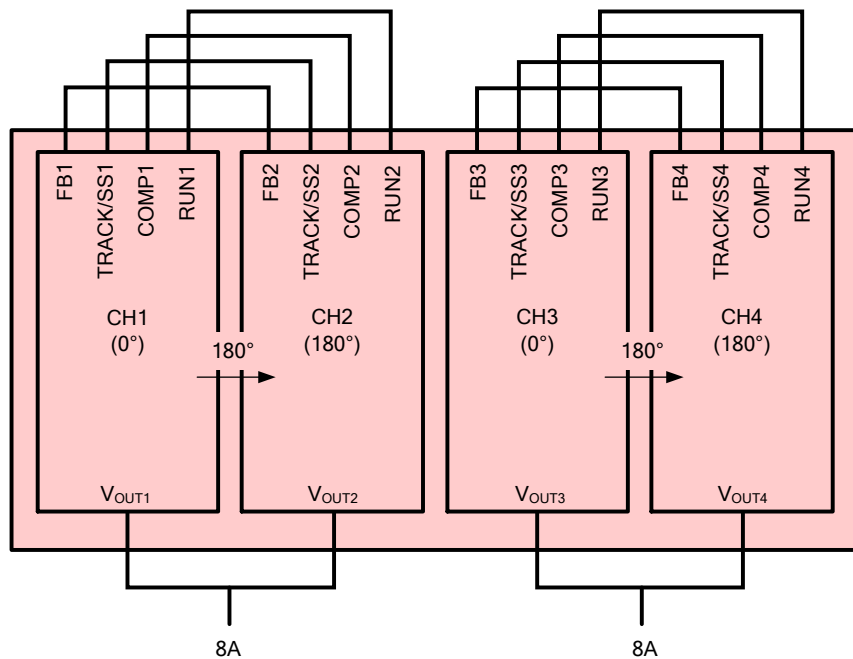 FB1
TRACK/SS1
COMP1
RUN1
FB2
TRACK/SS2
COMP2
RUN2
FB3
TRACK/SS3
COMP3
RUN3
FB4
TRACK/SS4
COMP4
RUN4
CH1
(0°)
180°
CH2
(180°)
CH3
(0°)
180°
CH4
(180°)
VOUT1
VOUT2
VOUT3
VOUT4
8A
8A